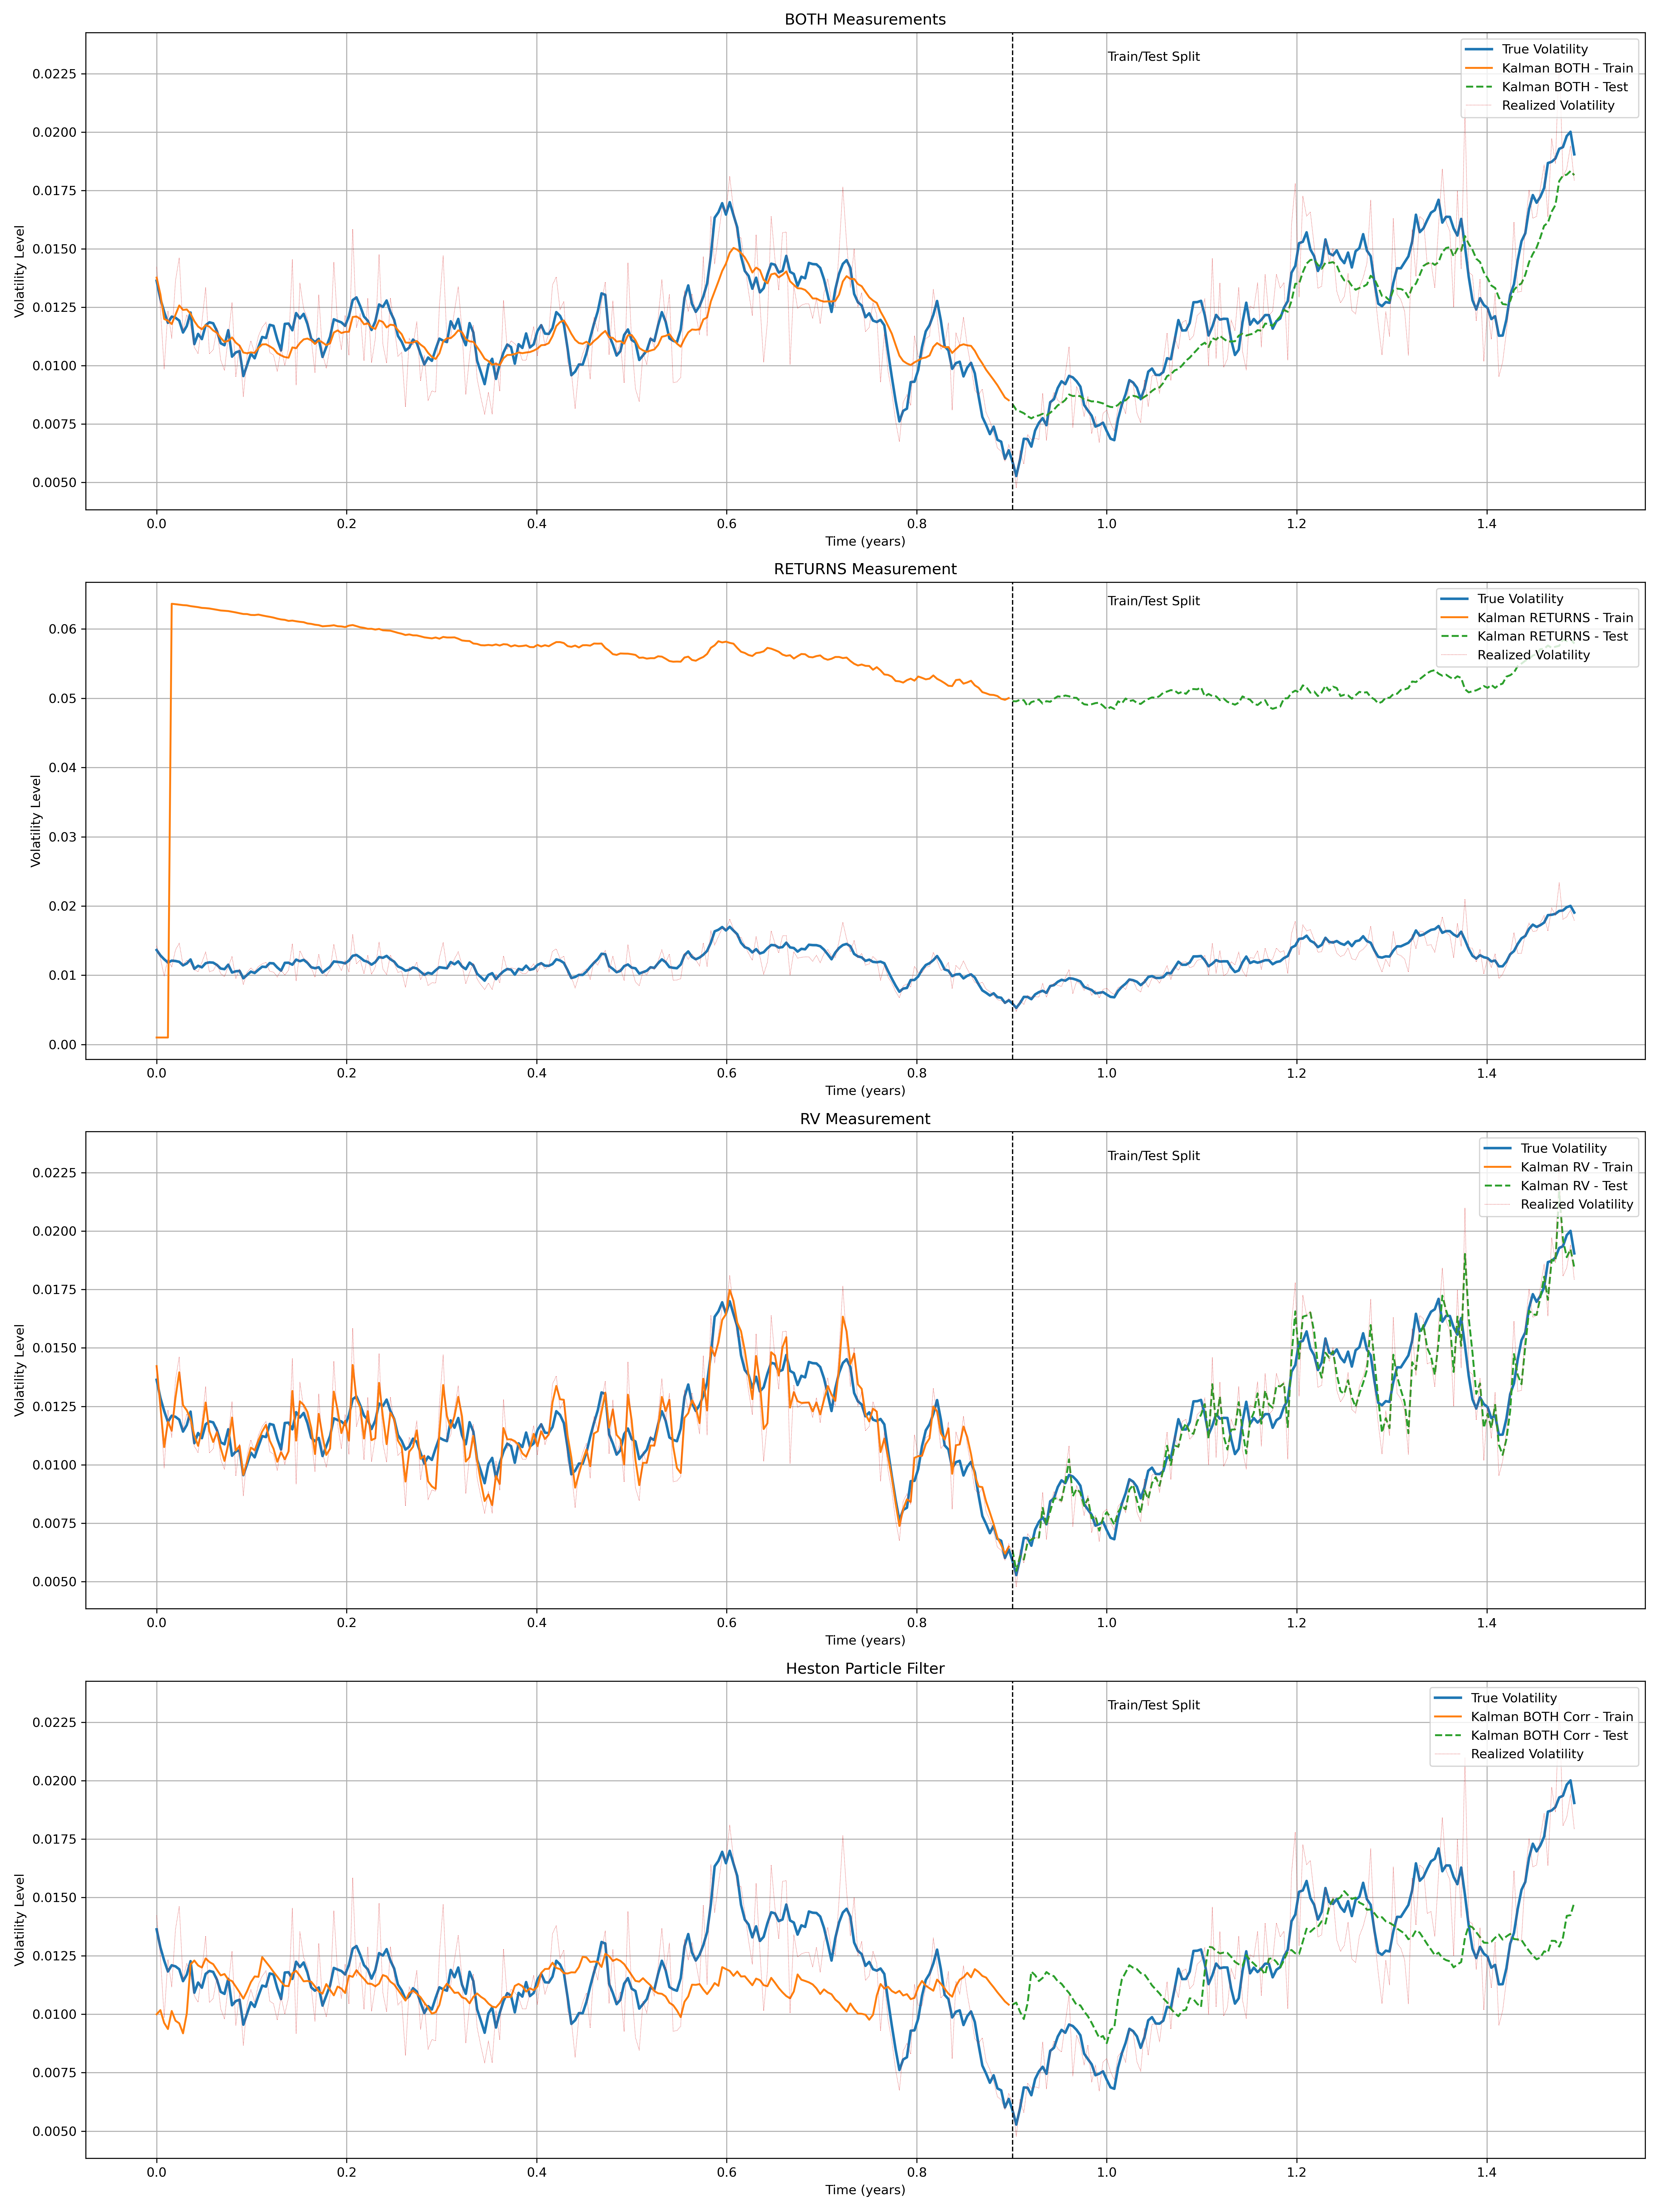 BOTH Measurements
Train/Test Split
True Volatility
Kalman BOTH - Train
Kalman BOTH - Test
Realized Volatility
Volatility Level
0.0225
0.0200
0.0175
0.0150
0.0125
0.0100
0.0075
0.0050
0.0 0.2 0.4 0.6 0.8 1.0 1.2 1.4
Time (years)
RETURNS Measurement
Train/Test Split
True Volatility
Kalman RETURNS - Train
Kalman RETURNS - Test
Realized Volatility
Volatility Level
0.06
0.05
0.04
0.03
0.02
0.01
0.00
0.0 0.2 0.4 0.6 0.8 1.0 1.2 1.4
Time (years)
RV Measurement
Train/Test Split
True Volatility
Kalman RV - Train
Kalman RV - Test
Realized Volatility
Volatility Level
0.0225
0.0200
0.0175
0.0150
0.0125
0.0100
0.0075
0.0050
0.0 0.2 0.4 0.6 0.8 1.0 1.2 1.4
Time (years)
Heston Particle Filter
Train/Test Split
True Volatility
Kalman BOTH Corr - Train
Kalman BOTH Corr - Test
Realized Volatility
Volatility Level
0.0225
0.0200
0.0175
0.0150
0.0125
0.0100
0.0075
0.0050
0.0 0.2 0.4 0.6 0.8 1.0 1.2 1.4
Time (years)